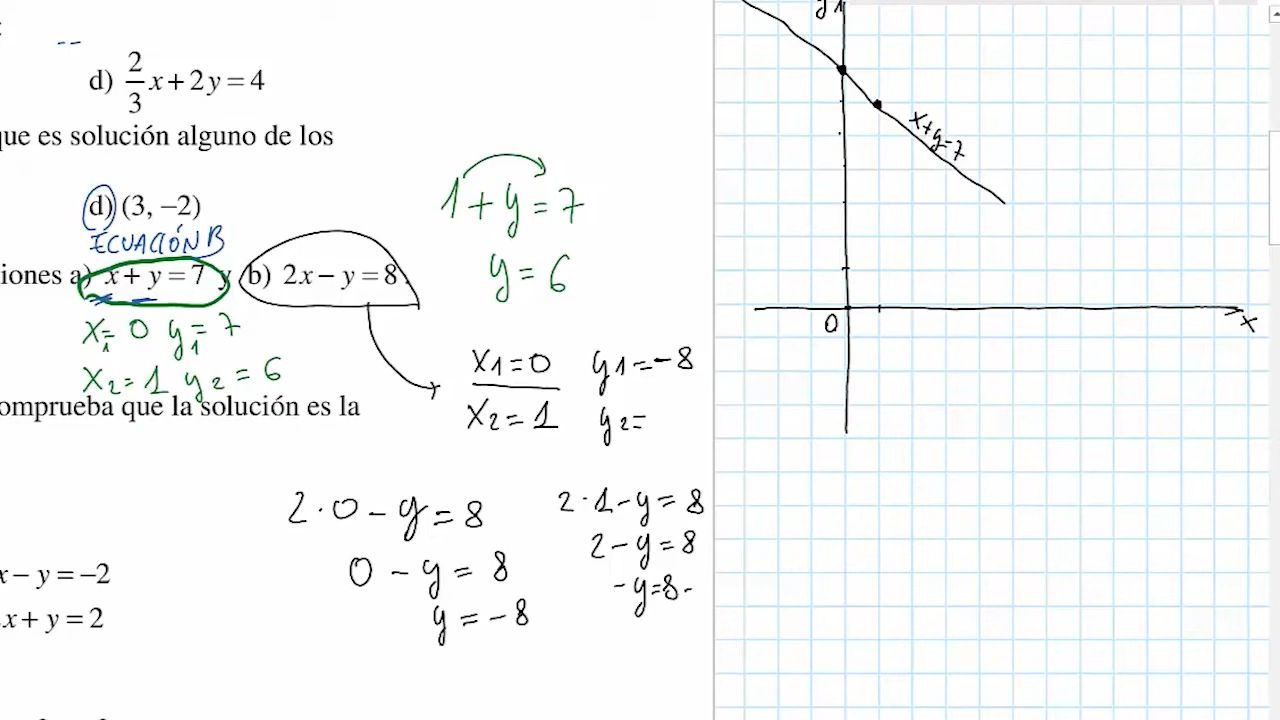 d) 2/3 x + 2y = 4
que es solución alguno de los
d) (3, −2)
ECUACIÓN B
iones a) x + y = 7 y b) 2x − y = 8.
x₁ = 0 y₁ = 7
x₂ = 1 y₂ = 6
omprueba que la solución es la
1 + y = 7
y = 6
x1 = 0 y1 = −8
x2 = 1 y2 =
2 · 0 − y = 8
0 − y = 8
y = −8
2 · 1 − y = 8
2 − y = 8
− y = 8 -
x − y = −2
x + y = 2
y
x + y = 7
0
x